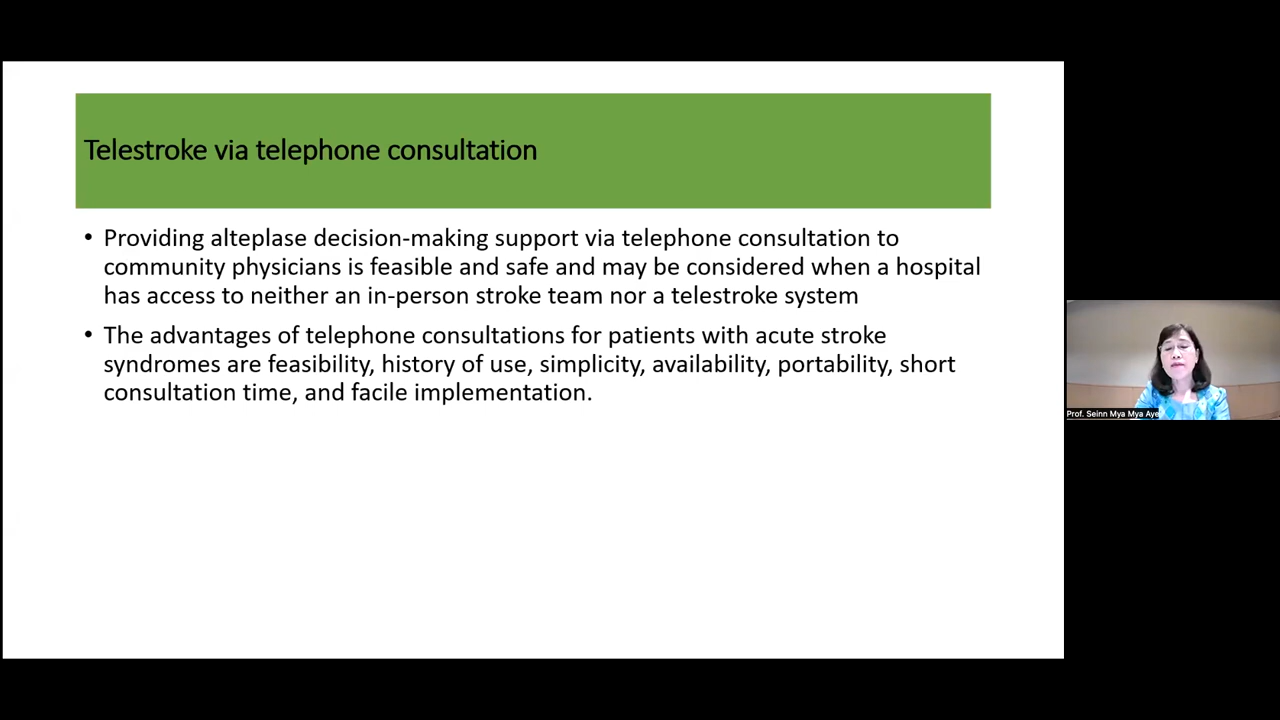 Telestroke via telephone consultation
• Providing alteplase decision-making support via telephone consultation to
community physicians is feasible and safe and may be considered when a hospital
has access to neither an in-person stroke team nor a telestroke system
• The advantages of telephone consultations for patients with acute stroke
syndromes are feasibility, history of use, simplicity, availability, portability, short
consultation time, and facile implementation.
Prof. Seinn Mya Mya Aye